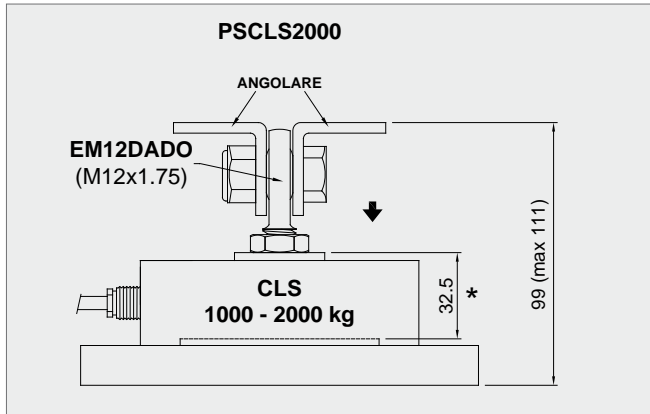 PSCLS2000
ANGOLARE
EM12DADO
(M12x1.75)
CLS
1000 - 2000 kg
32.5 *
99 (max 111)